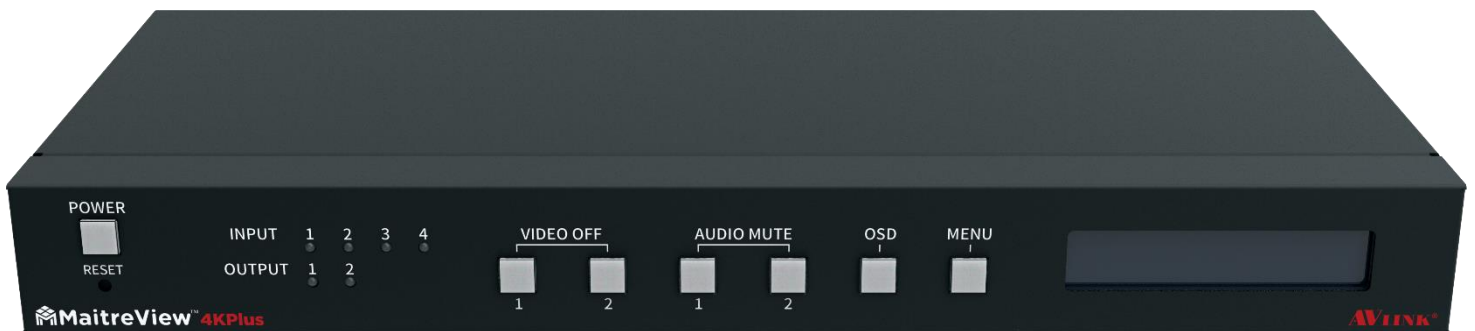 POWER
RESET
INPUT 1 2 3 4
OUTPUT 1 2
VIDEO OFF
1 2
AUDIO MUTE
1 2
OSD
MENU
MaitreView™ 4KPlus
AVLINK®